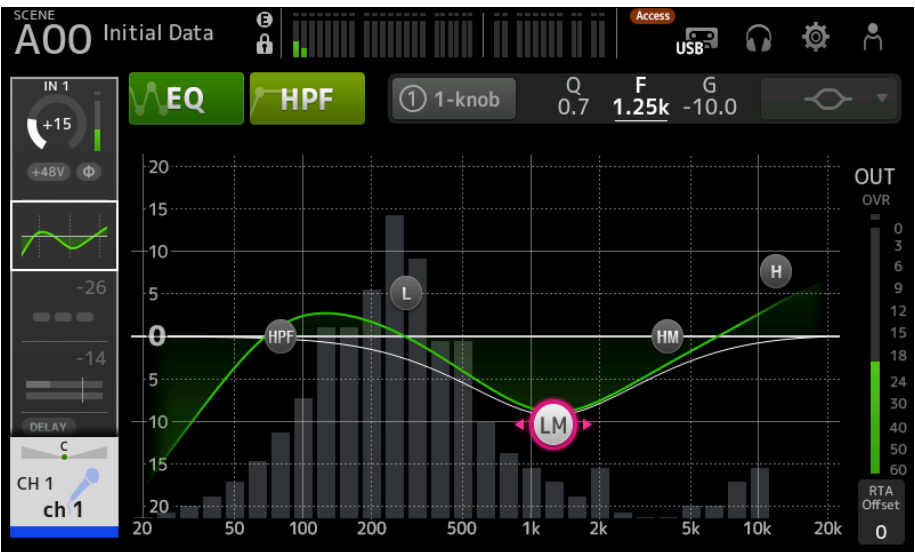 SCENE
A00 Initial Data
E
Access
USB
IN 1
+15
+48V Φ
-26
-14
DELAY
C
CH 1
ch 1
EQ
HPF
1 1-knob
Q F G
0.7 1.25k -10.0
20
15
10
5
0
5
10
15
20
HPF
L
LM
HM
H
20 50 100 200 500 1k 2k 5k 10k 20k
OUT
OVR
0
3
6
9
12
15
18
24
30
40
50
60
RTA
Offset
0